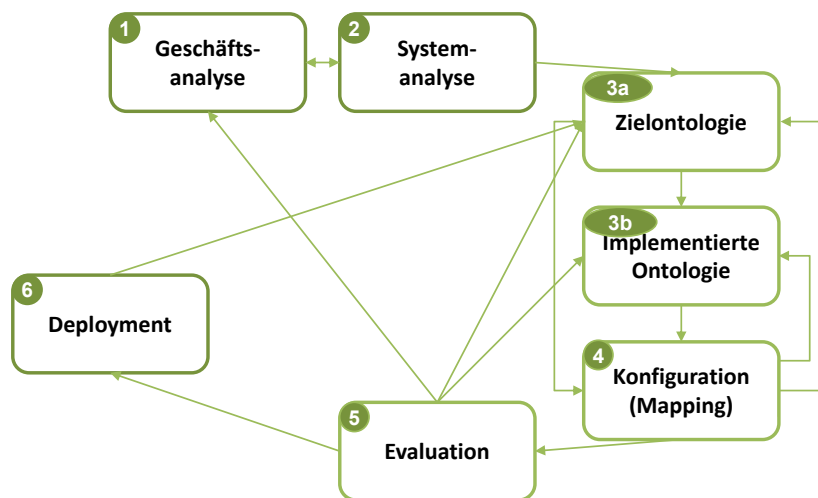 1
Geschäfts-
analyse
2
System-
analyse
3a
Zielontologie
3b
Implementierte
Ontologie
4
Konfiguration
(Mapping)
5
Evaluation
6
Deployment